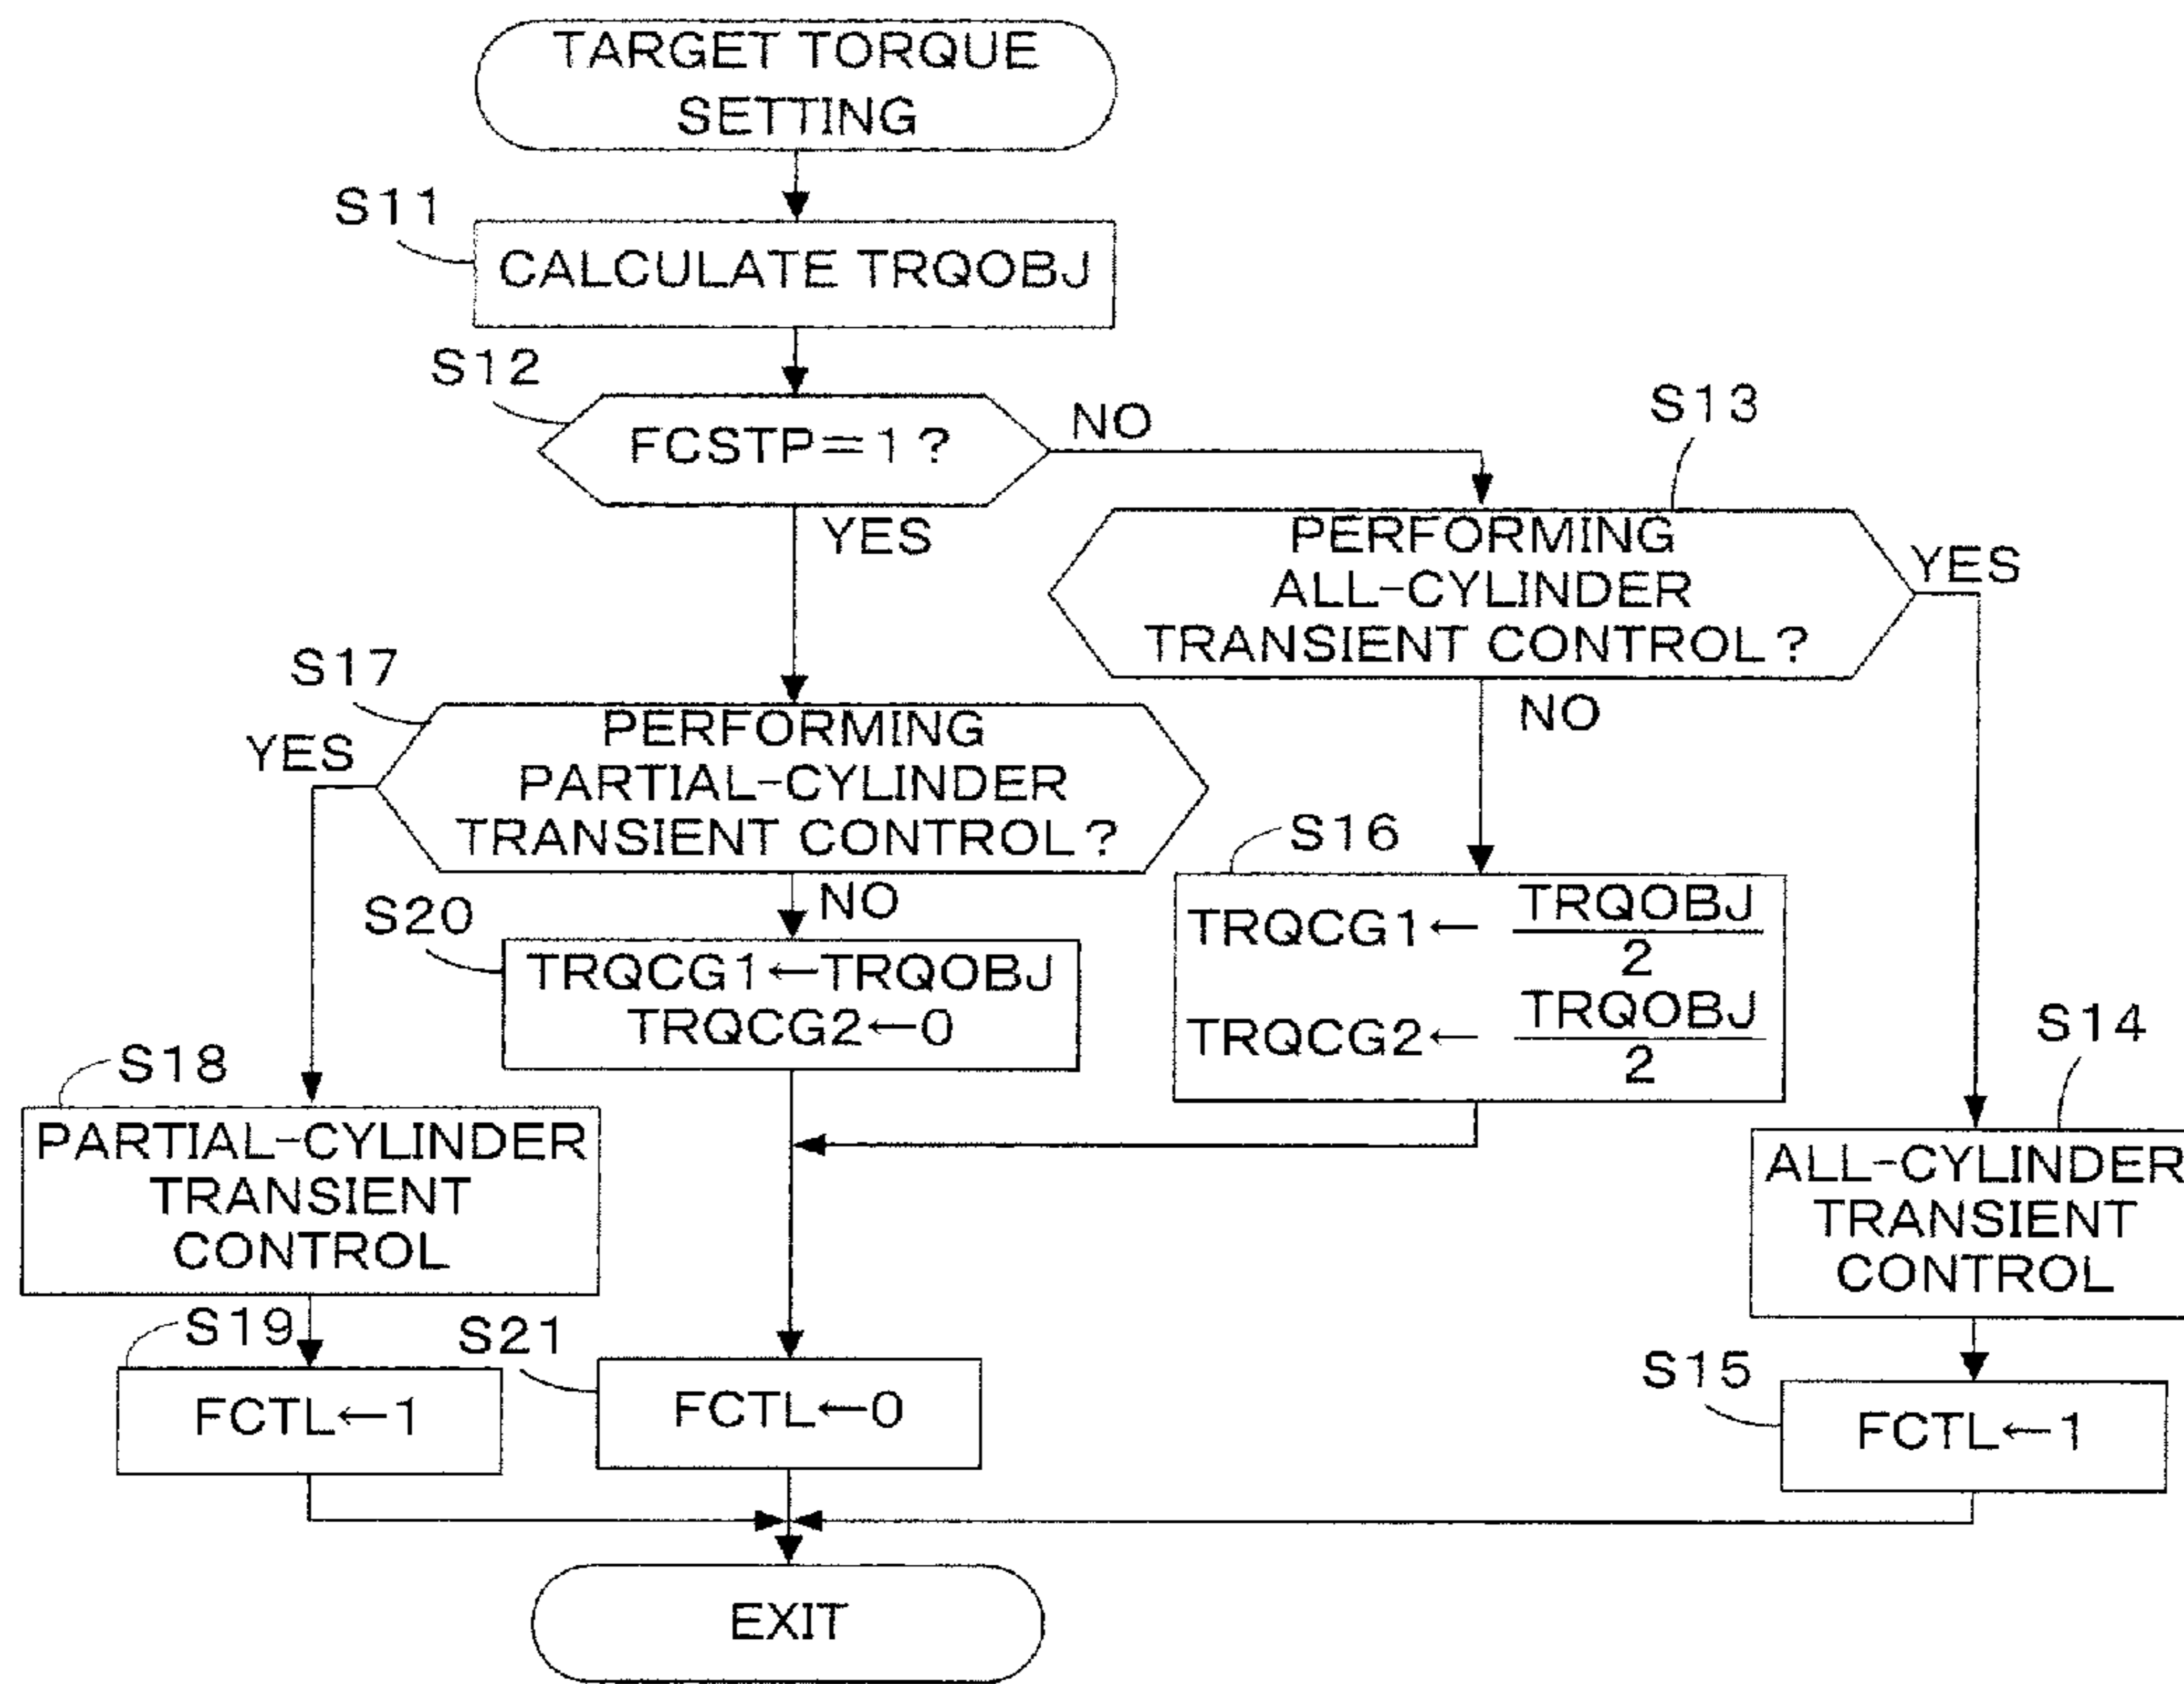 TARGET TORQUE
SETTING
S11
CALCULATE TRQOBJ
S12
FCSTP=1?
NO
YES
S13
PERFORMING
ALL-CYLINDER
TRANSIENT CONTROL?
YES
NO
S17
YES
PERFORMING
PARTIAL-CYLINDER
TRANSIENT CONTROL?
NO
S20
TRQCG1←TRQOBJ
TRQCG2←0
S16
TRQCG1← TRQOBJ
2
TRQCG2← TRQOBJ
2
S18
PARTIAL-CYLINDER
TRANSIENT
CONTROL
S14
ALL-CYLINDER
TRANSIENT
CONTROL
S19
FCTL←1
S21
FCTL←0
S15
FCTL←1
EXIT